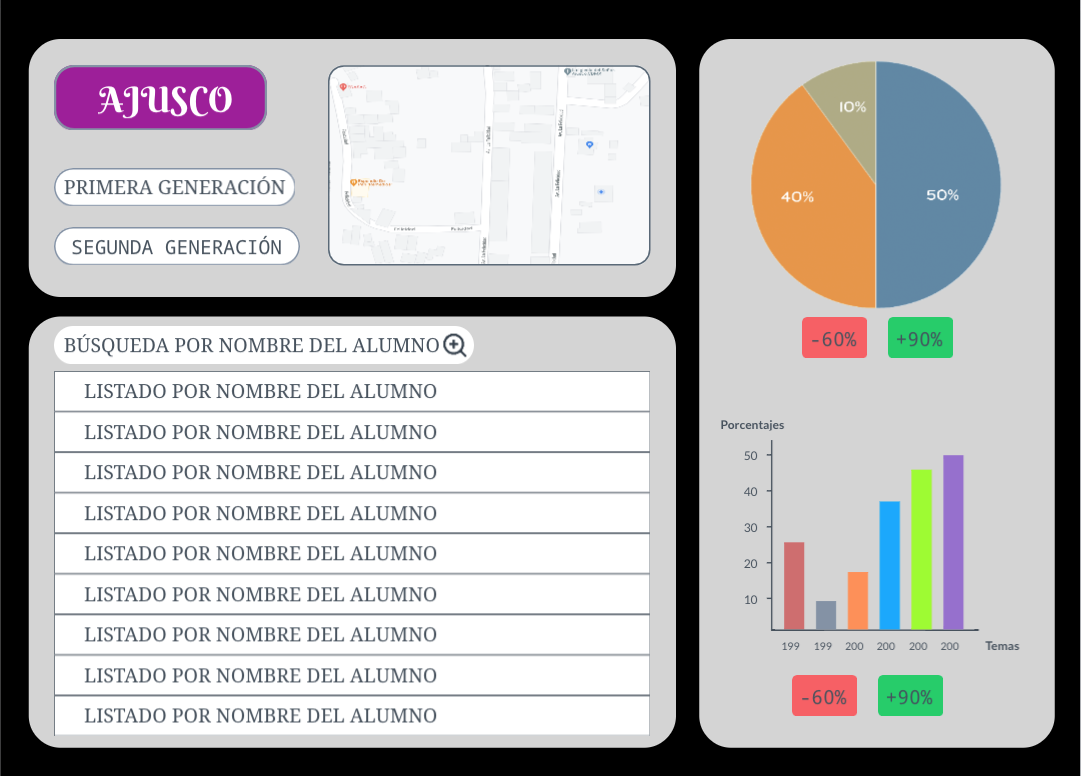 AJUSCO
PRIMERA GENERACIÓN
SEGUNDA GENERACIÓN
BÚSQUEDA POR NOMBRE DEL ALUMNO
LISTADO POR NOMBRE DEL ALUMNO
LISTADO POR NOMBRE DEL ALUMNO
LISTADO POR NOMBRE DEL ALUMNO
LISTADO POR NOMBRE DEL ALUMNO
LISTADO POR NOMBRE DEL ALUMNO
LISTADO POR NOMBRE DEL ALUMNO
LISTADO POR NOMBRE DEL ALUMNO
LISTADO POR NOMBRE DEL ALUMNO
LISTADO POR NOMBRE DEL ALUMNO
10%
40%
50%
-60% +90%
Porcentajes
50
40
30
20
10
199 199 200 200 200 200 Temas
-60% +90%